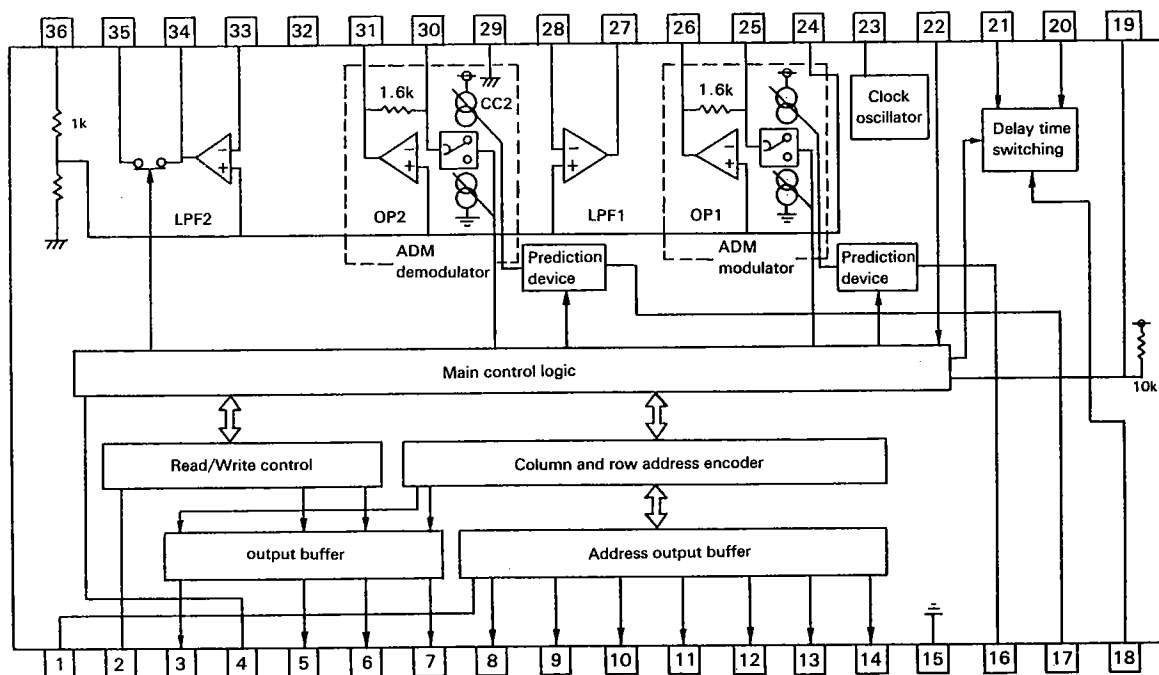 36 35 34 33 32 31 30 29 28 27 26 25 24 23 22 21 20 19
1k
1.6k
CC2
1.6k
Clock
oscillator
Delay time
switching
−
+
−
+
−
+
−
+
LPF2
OP2
LPF1
OP1
ADM
demodulator
Prediction
device
ADM
modulator
Prediction
device
10k
Main control logic
Read/Write control
Column and row address encoder
output buffer
Address output buffer
1 2 3 4 5 6 7 8 9 10 11 12 13 14 15 16 17 18